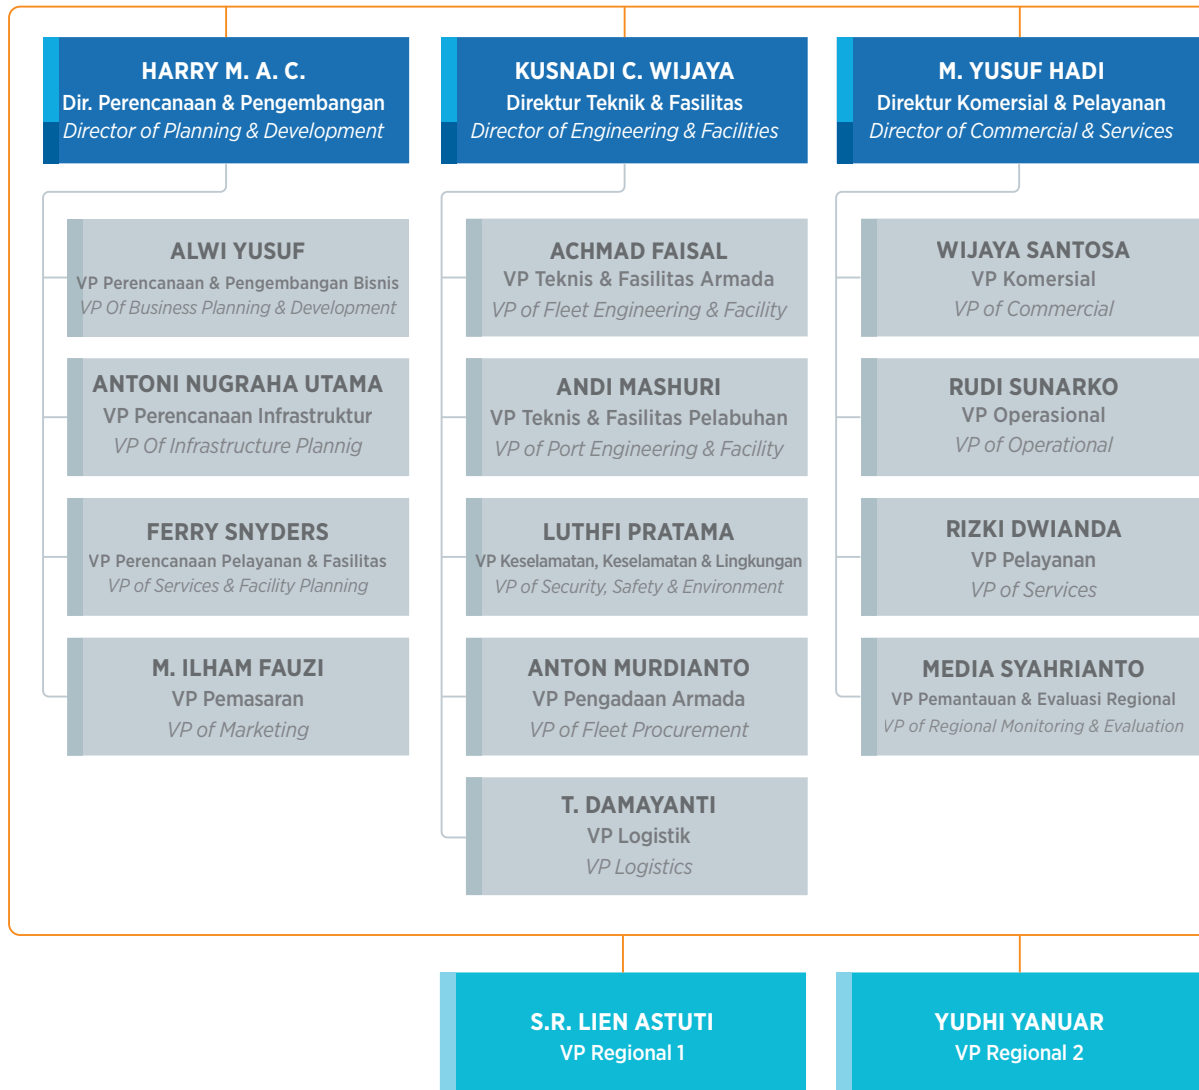 HARRY M. A. C.
Dir. Perencanaan & Pengembangan
Director of Planning & Development
ALWI YUSUF
VP Perencanaan & Pengembangan Bisnis
VP Of Business Planning & Development
ANTONI NUGRAHA UTAMA
VP Perencanaan Infrastruktur
VP Of Infrastructure Plannig
FERRY SNYDERS
VP Perencanaan Pelayanan & Fasilitas
VP of Services & Facility Planning
M. ILHAM FAUZI
VP Pemasaran
VP of Marketing
KUSNADI C. WIJAYA
Direktur Teknik & Fasilitas
Director of Engineering & Facilities
ACHMAD FAISAL
VP Teknis & Fasilitas Armada
VP of Fleet Engineering & Facility
ANDI MASHURI
VP Teknis & Fasilitas Pelabuhan
VP of Port Engineering & Facility
LUTHFI PRATAMA
VP Keselamatan, Keselamatan & Lingkungan
VP of Security, Safety & Environment
ANTON MURDIANTO
VP Pengadaan Armada
VP of Fleet Procurement
T. DAMAYANTI
VP Logistik
VP Logistics
M. YUSUF HADI
Direktur Komersial & Pelayanan
Director of Commercial & Services
WIJAYA SANTOSA
VP Komersial
VP of Commercial
RUDI SUNARKO
VP Operasional
VP of Operational
RIZKI DWIANDA
VP Pelayanan
VP of Services
MEDIA SYAHRIANTO
VP Pemantauan & Evaluasi Regional
VP of Regional Monitoring & Evaluation
S.R. LIEN ASTUTI
VP Regional 1
YUDHI YANUAR
VP Regional 2